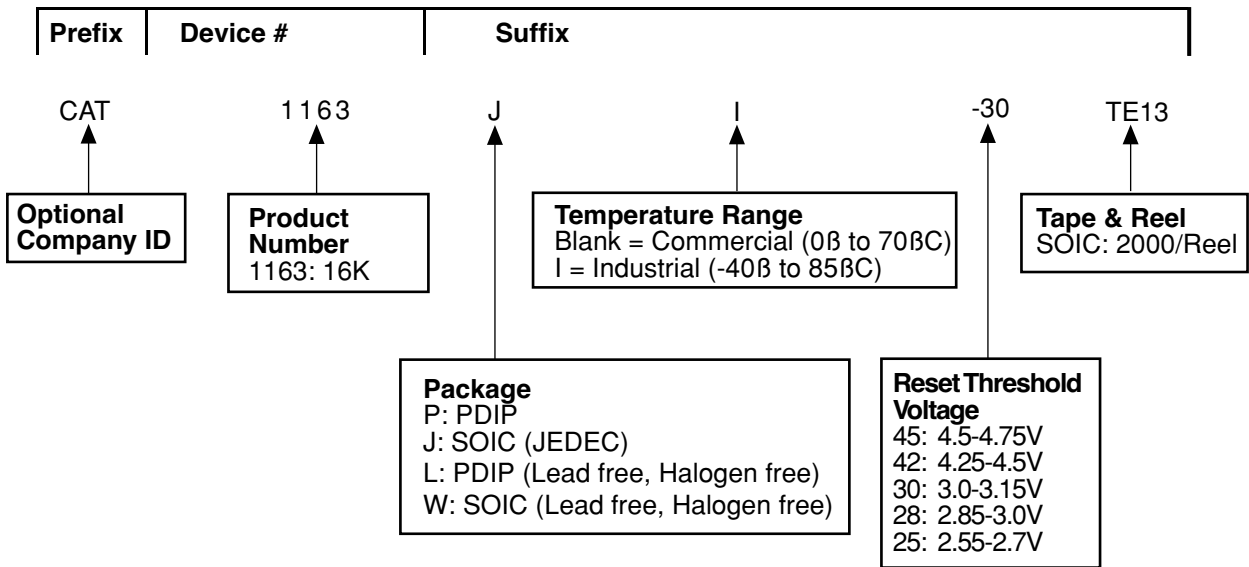 Prefix Device # Suffix
CAT 1163 J I -30 TE13
Optional
Company ID
Product
Number
1163: 16K
Temperature Range
Blank = Commercial (0ß to 70ßC)
I = Industrial (-40ß to 85ßC)
Tape & Reel
SOIC: 2000/Reel
Package
P: PDIP
J: SOIC (JEDEC)
L: PDIP (Lead free, Halogen free)
W: SOIC (Lead free, Halogen free)
Reset Threshold
Voltage
45: 4.5-4.75V
42: 4.25-4.5V
30: 3.0-3.15V
28: 2.85-3.0V
25: 2.55-2.7V